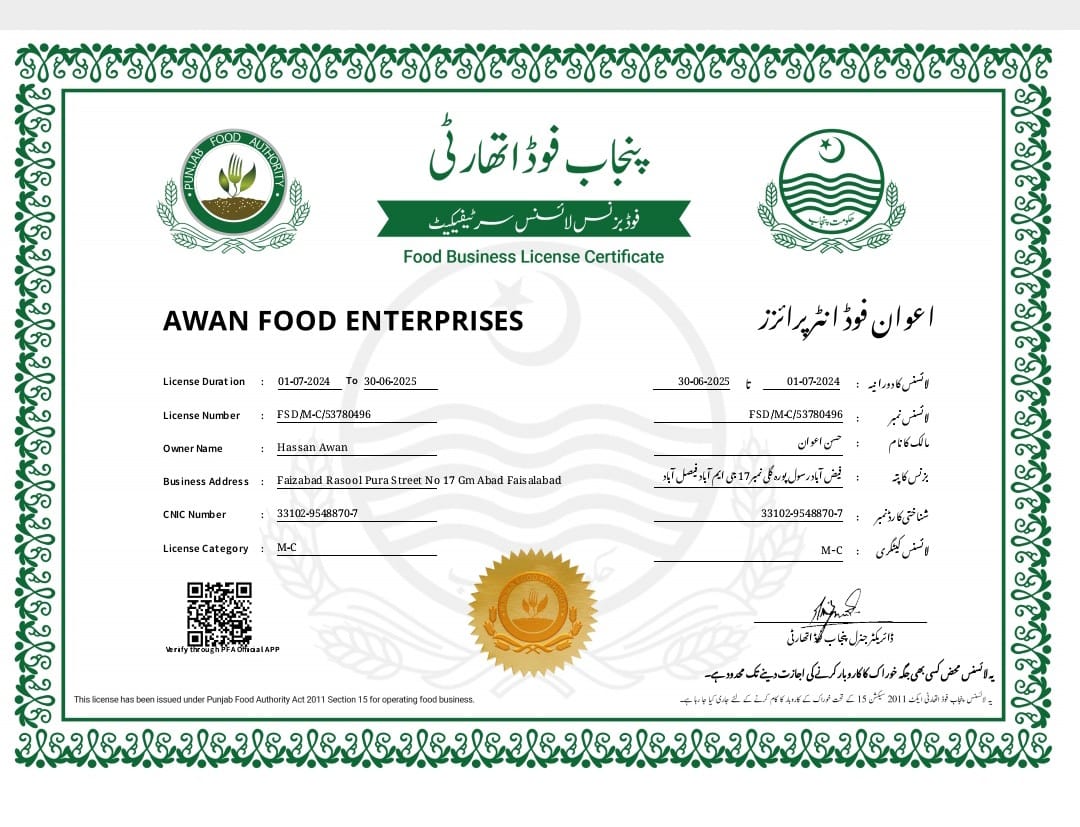 PUNJAB FOOD AUTHORITY
پنجاب فوڈ اتھارٹی
فوڈ بزنس لائسنس سرٹیفیکیٹ
حکومت پنجاب
Food Business License Certificate
AWAN FOOD ENTERPRISES
اعوان فوڈ انٹرپرائزز
License Duration : 01-07-2024 To 30-06-2025
لائسنس کا دورانیہ : 01-07-2024 تا 30-06-2025
License Number : FSD/M-C/53780496
لائسنس نمبر : FSD/M-C/53780496
Owner Name : Hassan Awan
مالک کا نام : حسن اعوان
Business Address : Faizabad Rasool Pura Street No 17 Gm Abad Faisalabad
بزنس کا پتہ : فیض آباد رسول پورہ گلی نمبر 17 جی ایم آباد فیصل آباد
CNIC Number : 33102-9548870-7
شناختی کارڈ نمبر : 33102-9548870-7
License Category : M-C
لائسنس کیٹگری : M-C
Verify through PFA Official APP
ڈائریکٹر جنرل پنجاب فوڈ اتھارٹی
یہ لائسنس محض کسی بھی جگہ خوراک کا کاروبار کرنے کی اجازت دینے تک محدود ہے۔
This license has been issued under Punjab Food Authority Act 2011 Section 15 for operating food business.
یہ لائسنس پنجاب فوڈ اتھارٹی ایکٹ 2011 سیکشن 15 کے تحت خوراک کے کاروبار کا کام کرنے کے لئے جاری کیا جا رہا ہے۔